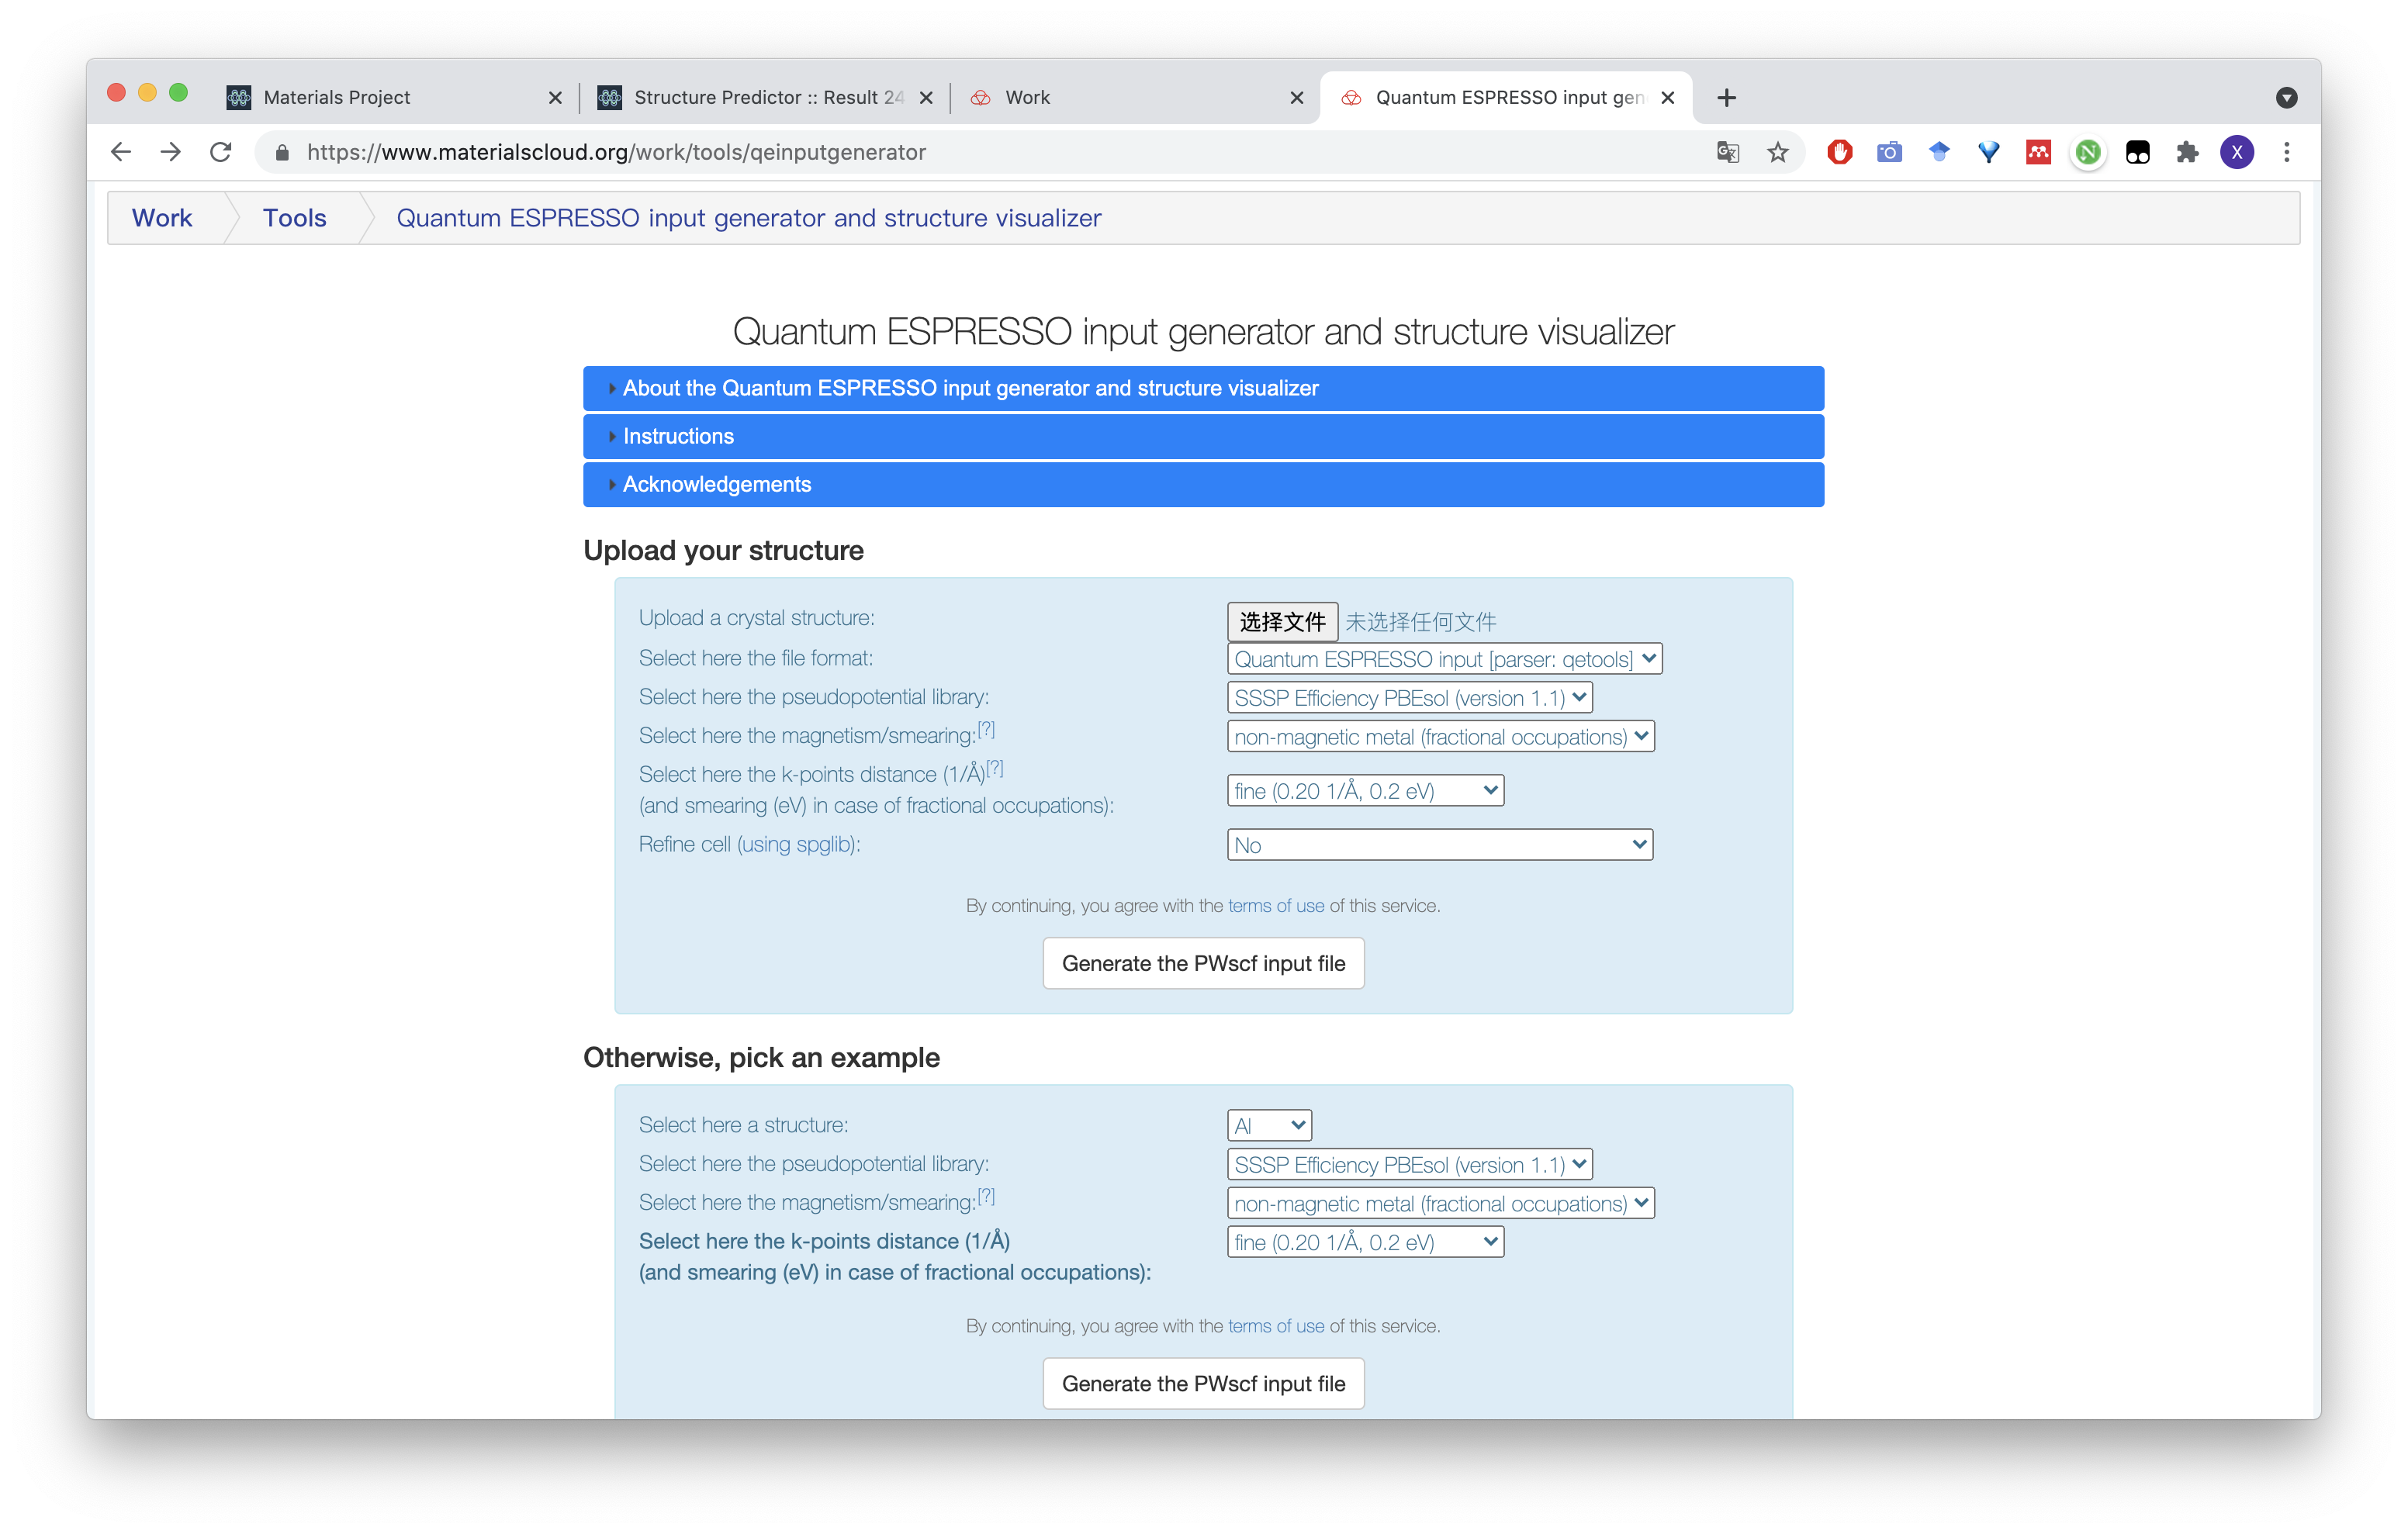 Materials Project
Structure Predictor :: Result 24
Work
Quantum ESPRESSO input gen
https://www.materialscloud.org/work/tools/qeinputgenerator
X
Work
Tools
Quantum ESPRESSO input generator and structure visualizer
Quantum ESPRESSO input generator and structure visualizer
About the Quantum ESPRESSO input generator and structure visualizer
Instructions
Acknowledgements
Upload your structure
Upload a crystal structure: 选择文件 未选择任何文件
Select here the file format: Quantum ESPRESSO input [parser: qetools]
Select here the pseudopotential library: SSSP Efficiency PBEsol (version 1.1)
Select here the magnetism/smearing:[?] non-magnetic metal (fractional occupations)
Select here the k-points distance (1/Å)[?]
(and smearing (eV) in case of fractional occupations): fine (0.20 1/Å, 0.2 eV)
Refine cell (using spglib): No
By continuing, you agree with the terms of use of this service.
Generate the PWscf input file
Otherwise, pick an example
Select here a structure: Al
Select here the pseudopotential library: SSSP Efficiency PBEsol (version 1.1)
Select here the magnetism/smearing:[?] non-magnetic metal (fractional occupations)
Select here the k-points distance (1/Å) fine (0.20 1/Å, 0.2 eV)
(and smearing (eV) in case of fractional occupations):
By continuing, you agree with the terms of use of this service.
Generate the PWscf input file